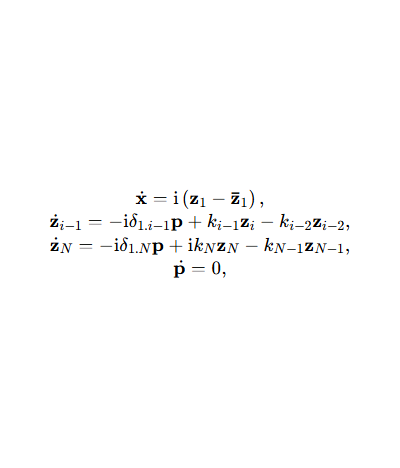 ẋ = i (z₁ − z̄₁) ,
ż_{i−1} = −iδ_{1.i−1}p + k_{i−1}z_i − k_{i−2}z_{i−2},
ż_N = −iδ_{1.N}p + ik_N z_N − k_{N−1}z_{N−1},
ṗ = 0,